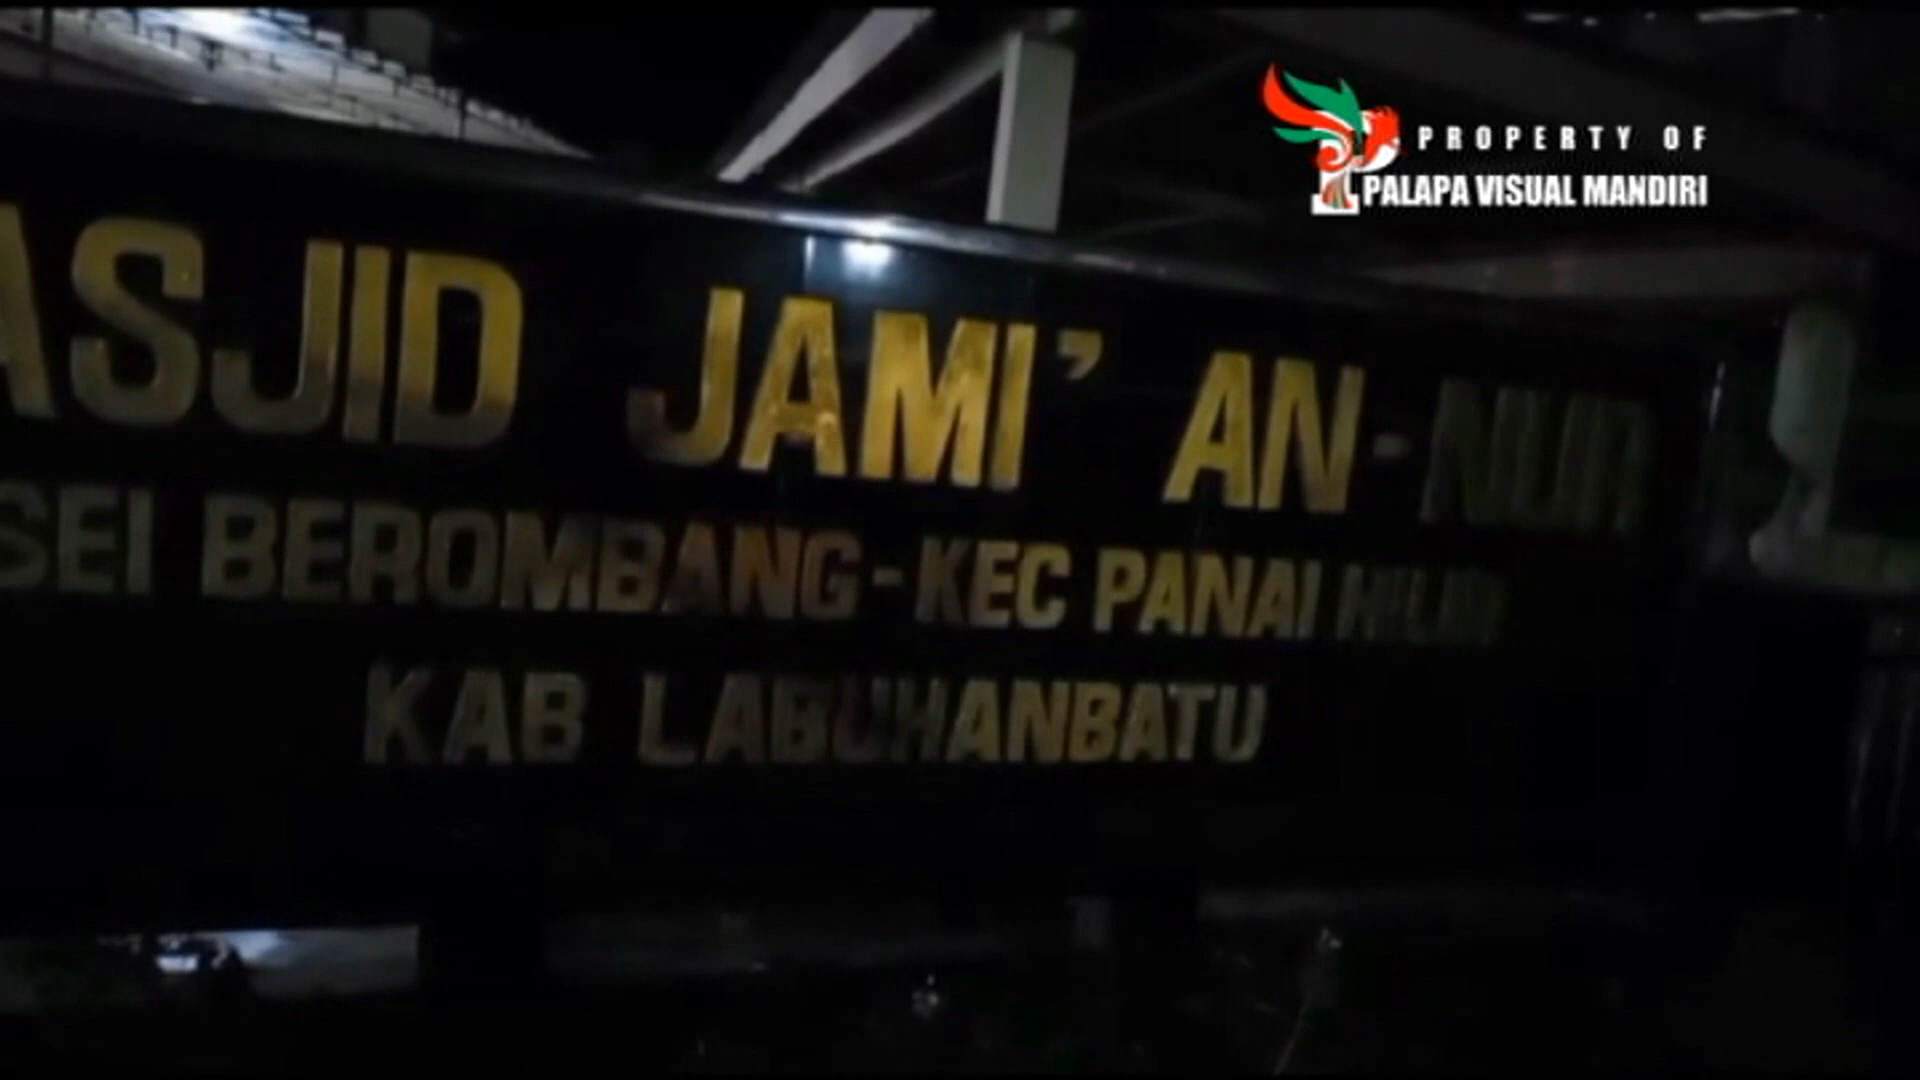 PROPERTY OF
PALAPA VISUAL MANDIRI
ASJID JAMI' AN-NUR
SEI BEROMBANG-KEC PANAI HILIR
KAB LABUHANBATU